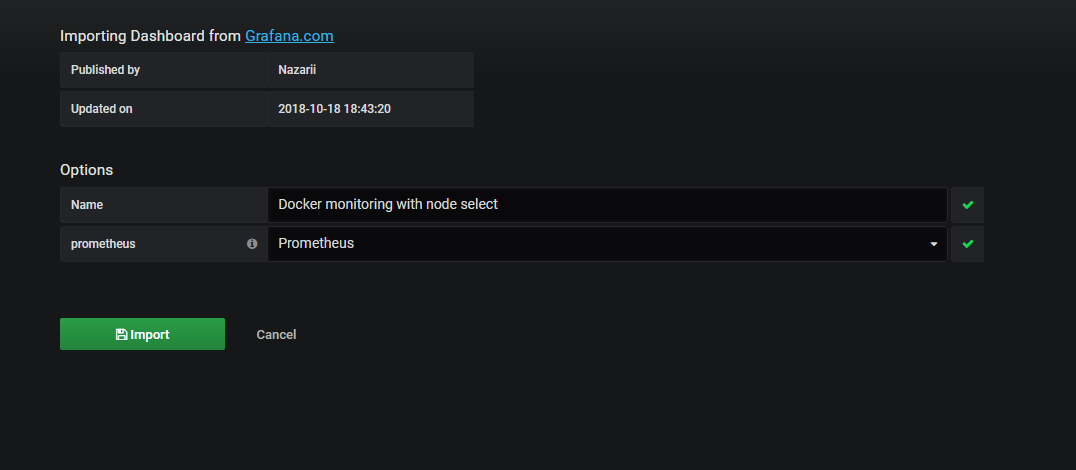 Importing Dashboard from Grafana.com
Published by Nazarii
Updated on 2018-10-18 18:43:20
Options
Name Docker monitoring with node select
prometheus Prometheus
Import Cancel